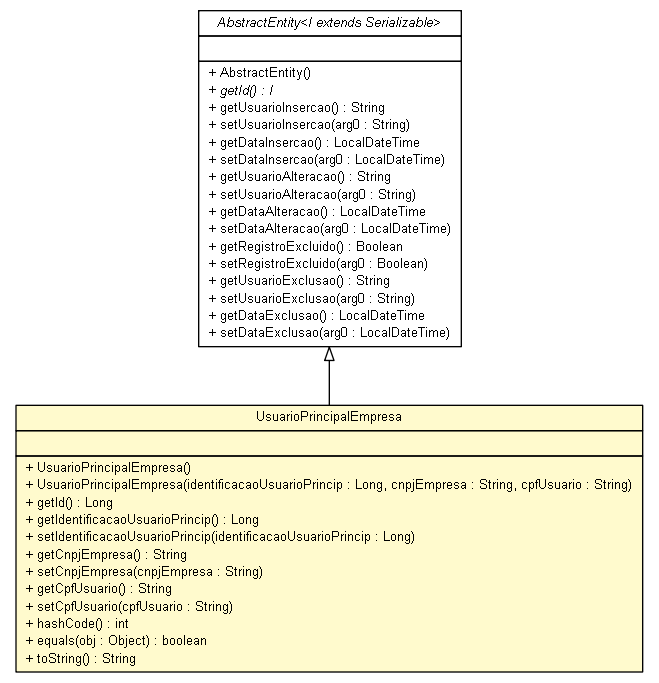 AbstractEntity<I extends Serializable>
+ AbstractEntity()
+ getId() : I
+ getUsuarioInsercao() : String
+ setUsuarioInsercao(arg0 : String)
+ getDataInsercao() : LocalDateTime
+ setDataInsercao(arg0 : LocalDateTime)
+ getUsuarioAlteracao() : String
+ setUsuarioAlteracao(arg0 : String)
+ getDataAlteracao() : LocalDateTime
+ setDataAlteracao(arg0 : LocalDateTime)
+ getRegistroExcluido() : Boolean
+ setRegistroExcluido(arg0 : Boolean)
+ getUsuarioExclusao() : String
+ setUsuarioExclusao(arg0 : String)
+ getDataExclusao() : LocalDateTime
+ setDataExclusao(arg0 : LocalDateTime)
UsuarioPrincipalEmpresa
+ UsuarioPrincipalEmpresa()
+ UsuarioPrincipalEmpresa(identificacaoUsuarioPrincip : Long, cnpjEmpresa : String, cpfUsuario : String)
+ getId() : Long
+ getIdentificacaoUsuarioPrincip() : Long
+ setIdentificacaoUsuarioPrincip(identificacaoUsuarioPrincip : Long)
+ getCnpjEmpresa() : String
+ setCnpjEmpresa(cnpjEmpresa : String)
+ getCpfUsuario() : String
+ setCpfUsuario(cpfUsuario : String)
+ hashCode() : int
+ equals(obj : Object) : boolean
+ toString() : String